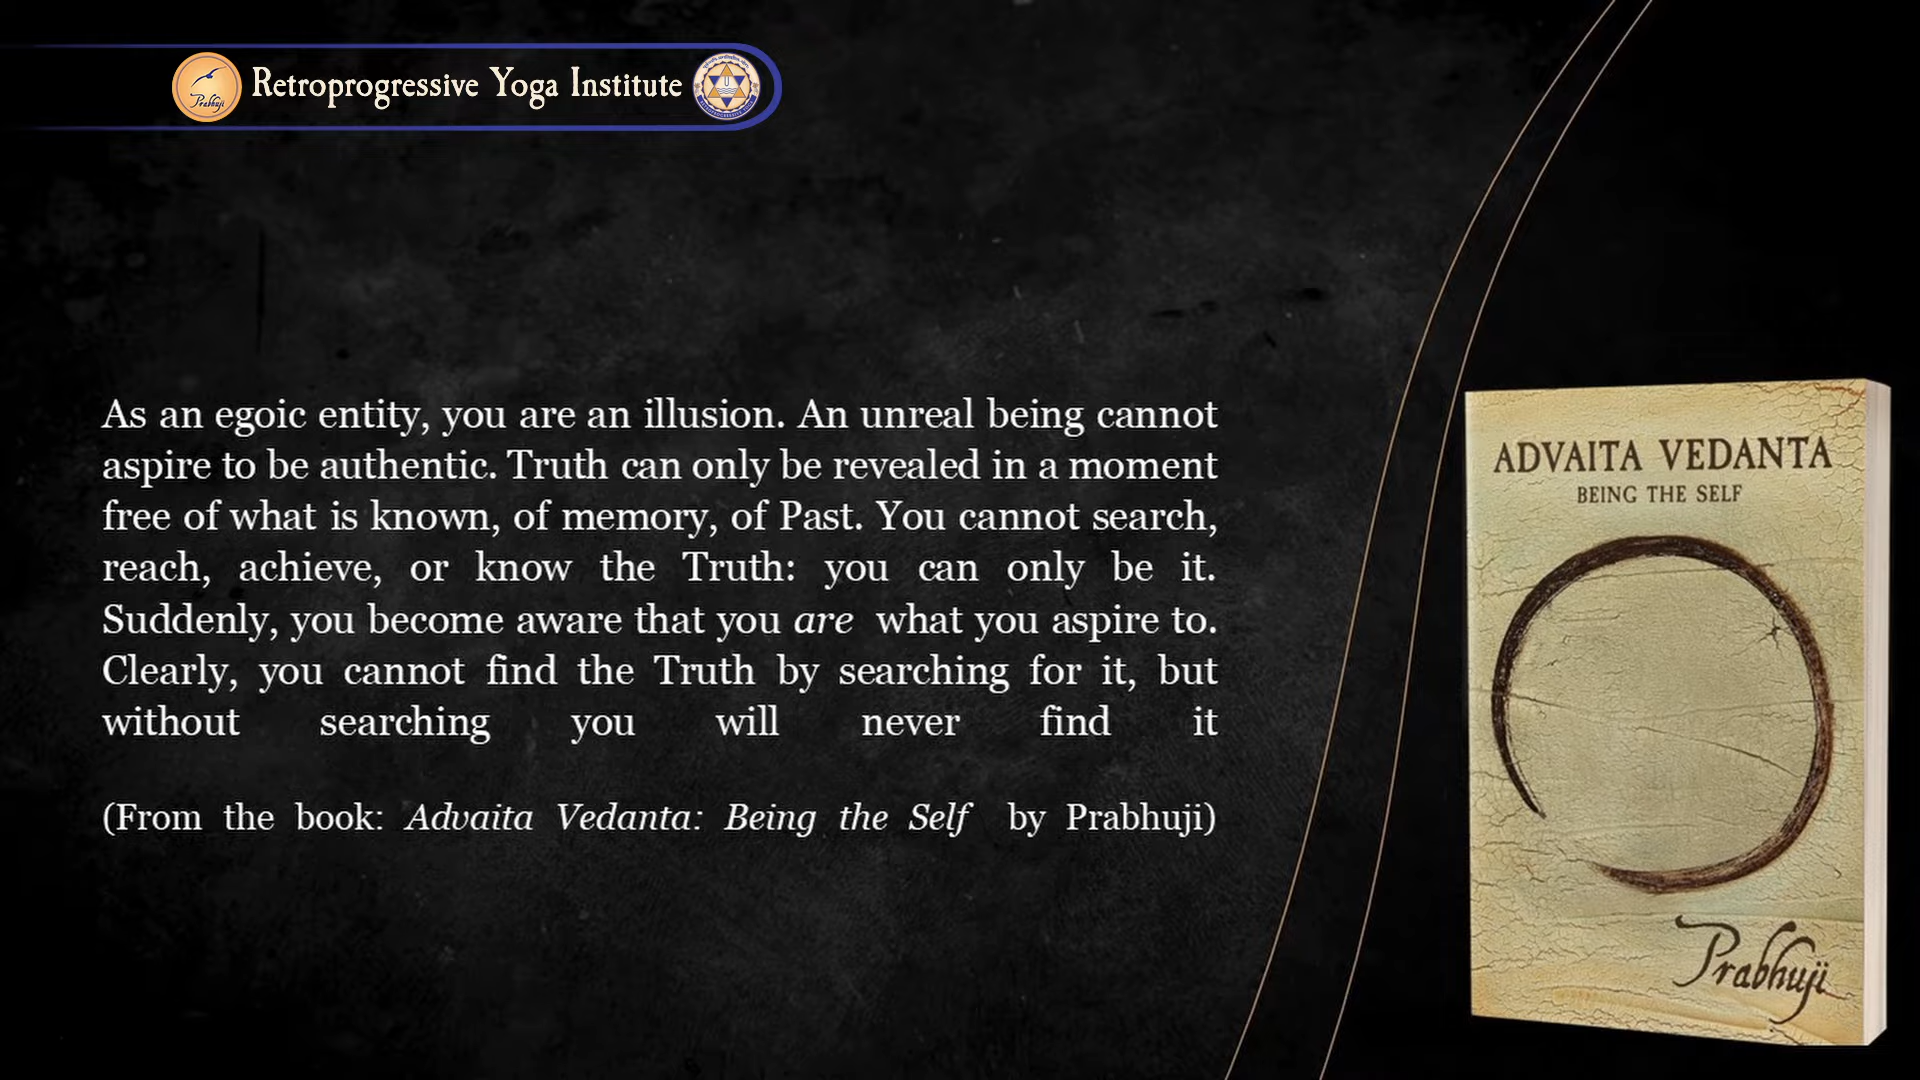 Prabhuji
Retroprogressive Yoga Institute
As an egoic entity, you are an illusion. An unreal being cannot
aspire to be authentic. Truth can only be revealed in a moment
free of what is known, of memory, of Past. You cannot search,
reach, achieve, or know the Truth: you can only be it.
Suddenly, you become aware that you are what you aspire to.
Clearly, you cannot find the Truth by searching for it, but
without searching you will never find it
(From the book: Advaita Vedanta: Being the Self by Prabhuji)
ADVAITA VEDANTA
BEING THE SELF
Prabhuji